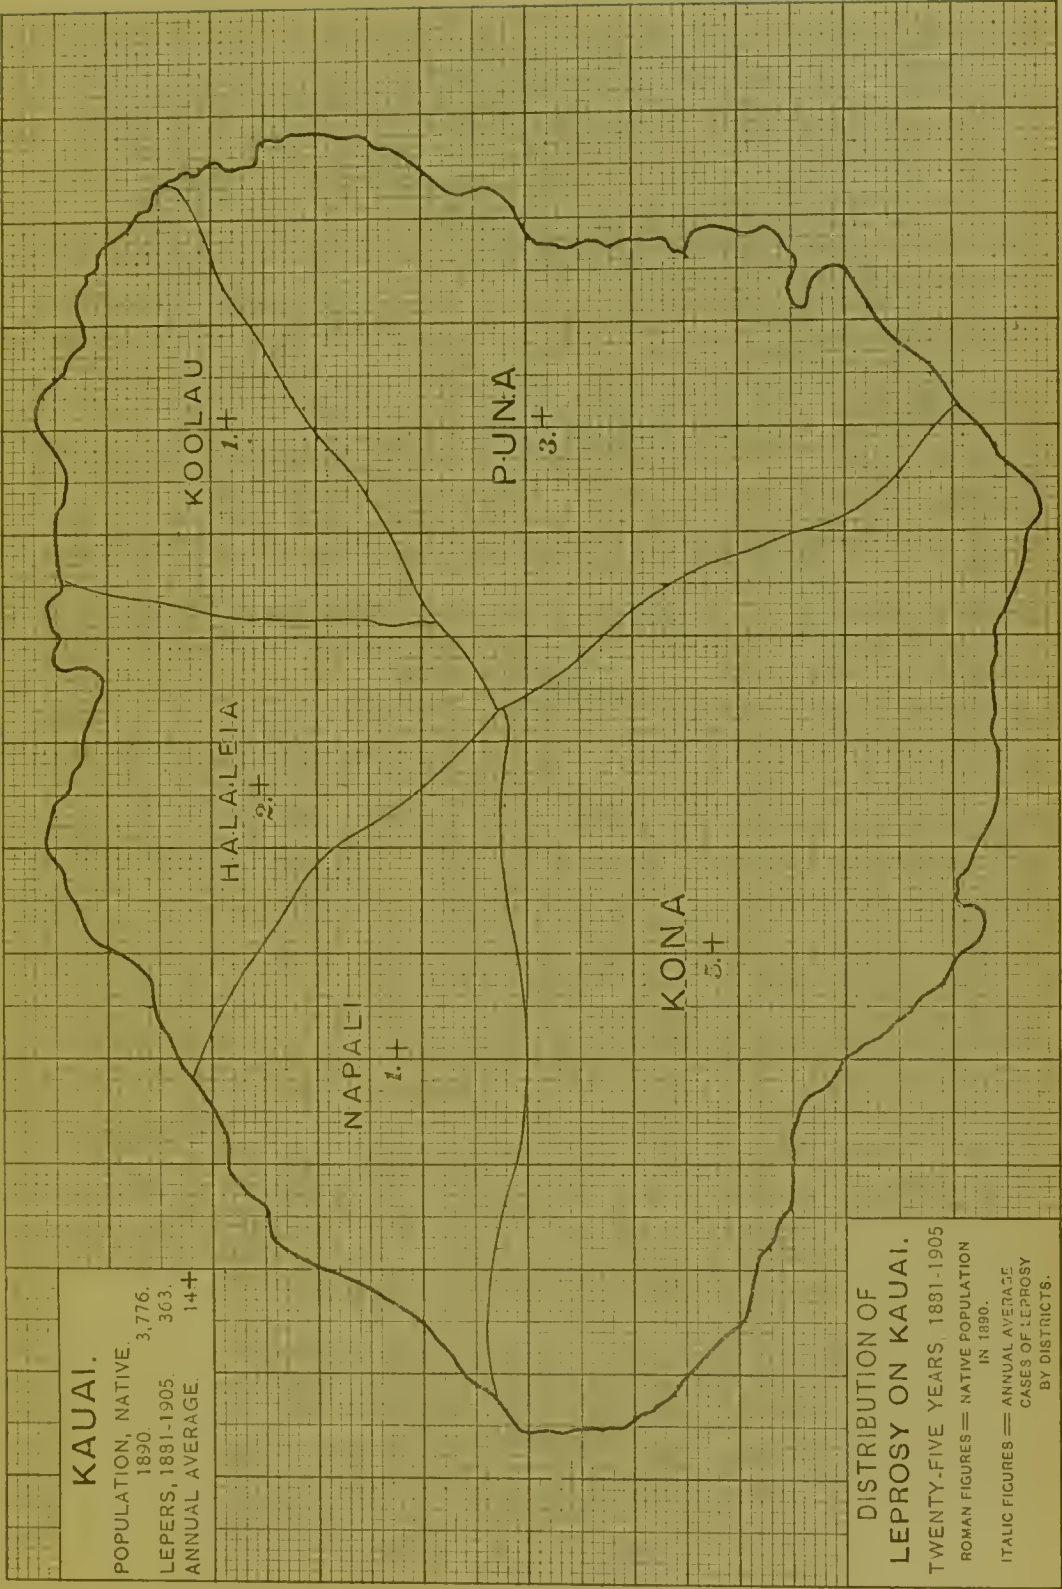 KAUAI.
POPULATION, NATIVE,
1890. 3,776.
LEPERS, 1881-1905 363.
ANNUAL AVERAGE. 14+
HALALEIA
2.+
KOOLAU
1.+
NAPALI
1.+
PUNA
3.+
KONA
5.+
DISTRIBUTION OF
LEPROSY ON KAUAI.
TWENTY-FIVE YEARS, 1881-1905
ROMAN FIGURES = NATIVE POPULATION
IN 1890.
ITALIC FIGURES = ANNUAL AVERAGE
CASES OF LEPROSY
BY DISTRICTS.